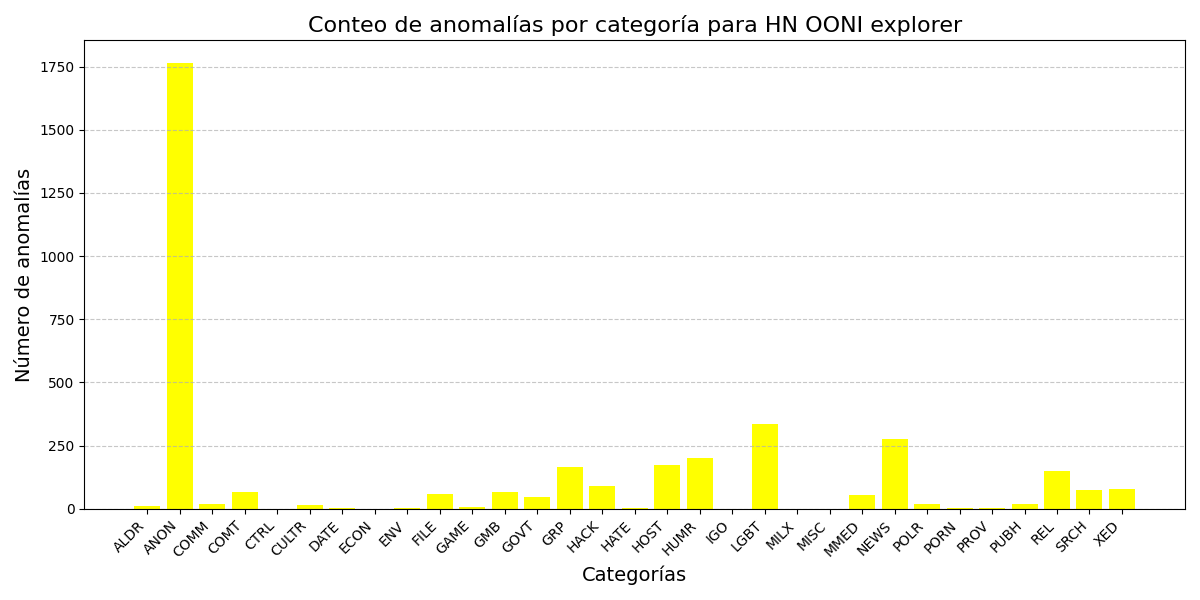 Conteo de anomalías por categoría para HN OONI explorer
Número de anomalías
1750
1500
1250
1000
750
500
250
0
ALDR
ANON
COMM
COMT
CTRL
CULTR
DATE
ECON
ENV
FILE
GAME
GMB
GOVT
GRP
HACK
HATE
HOST
HUMR
IGO
LGBT
MILX
MISC
MMED
NEWS
POLR
PORN
PROV
PUBH
REL
SRCH
XED
Categorías